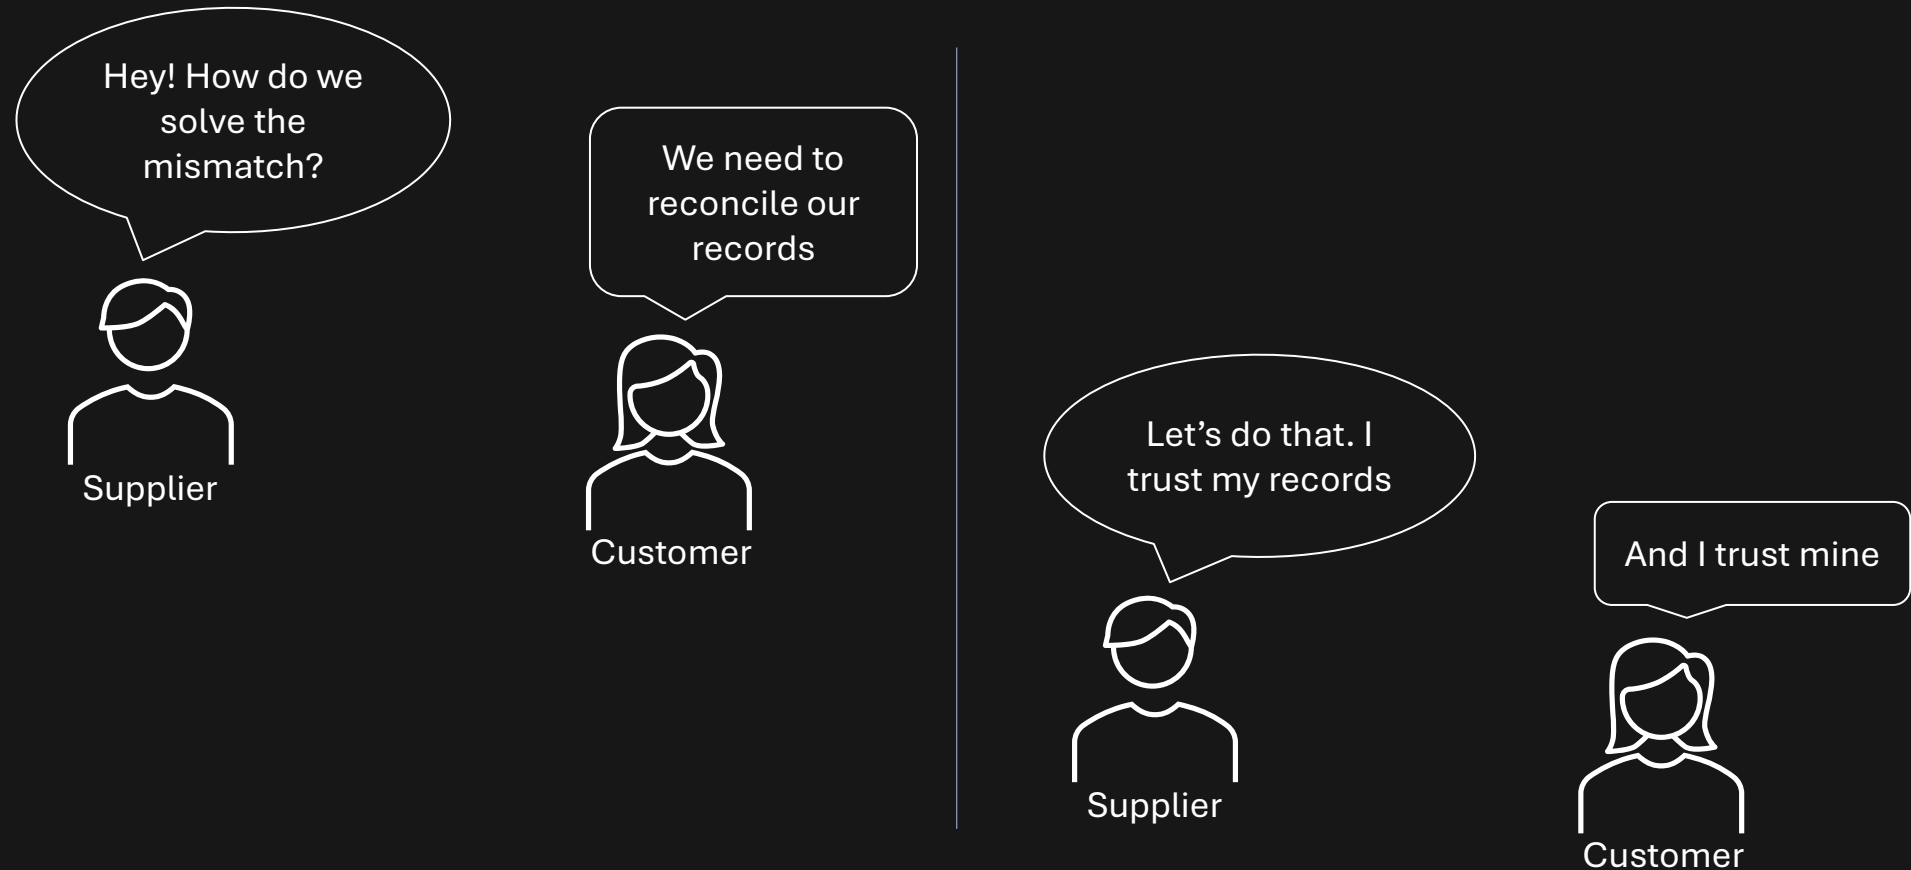 Hey! How do we
solve the
mismatch?
We need to
reconcile our
records
Supplier
Customer
Let’s do that. I
trust my records
And I trust mine
Supplier
Customer